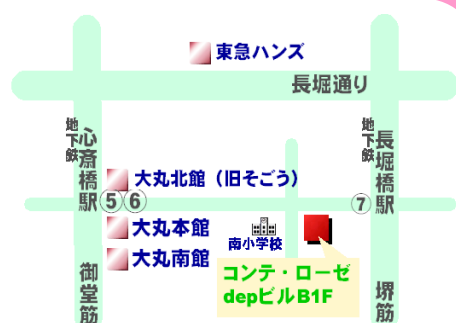 東急ハンズ
長堀通り
地下鉄
心斎橋駅
地下鉄
長堀橋駅
大丸北館（旧そごう）
⑤⑥
⑦
大丸本館
南小学校
大丸南館
コンテ・ローゼ
depビルB1F
御堂筋
堺筋